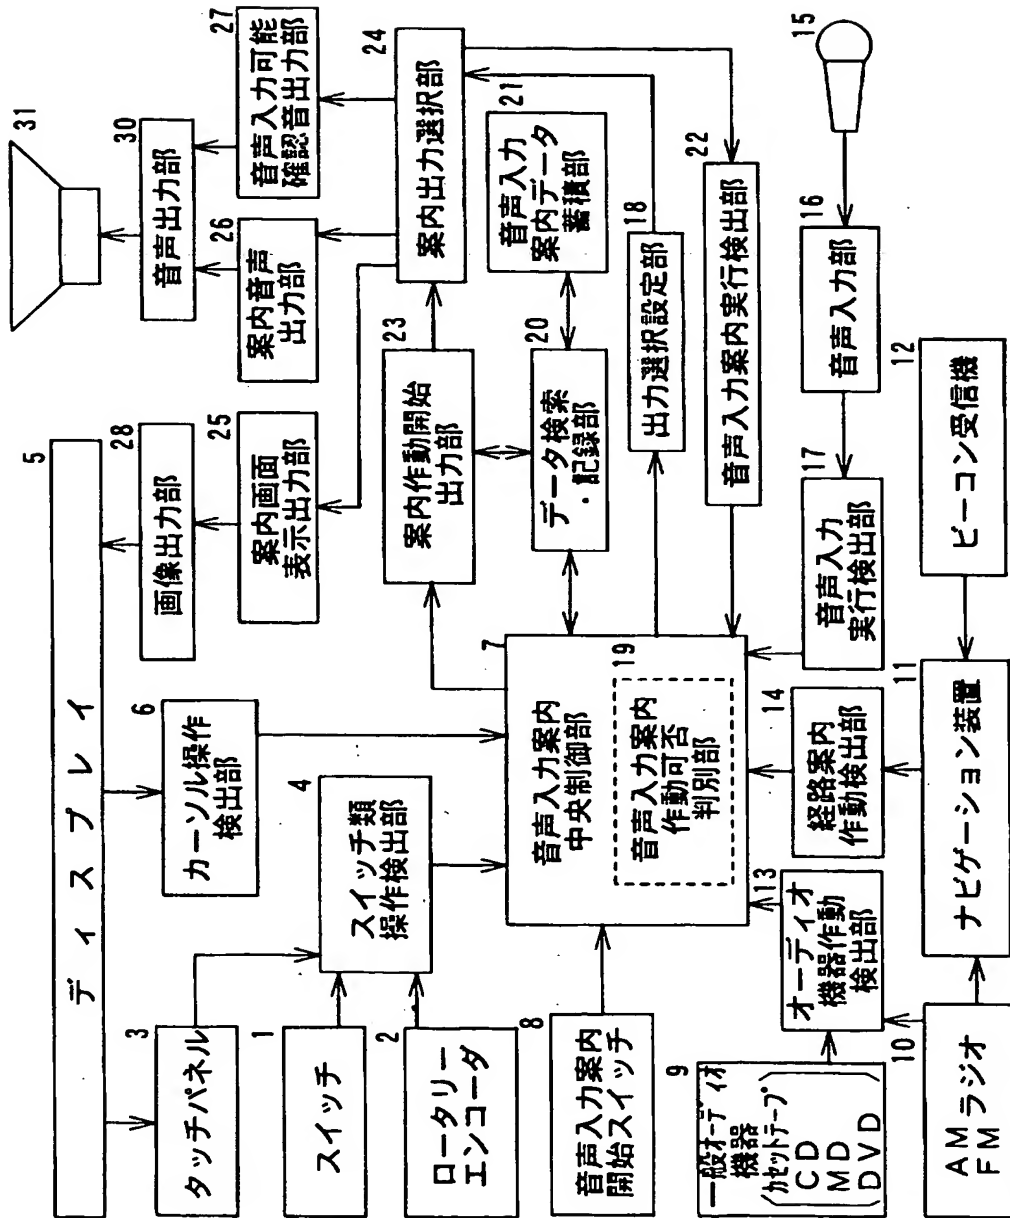 ディスプレイ
5
タッチパネル
3
スイッチ
1
ロータリー
エンコーダ
2
スイッチ類
操作検出部
4
カーソル操作
検出部
6
音声入力案内
開始スイッチ
8
一般オーディオ
機器
(カセットテープ
CD
MD
DVD)
9
AM
FM
ラジオ
10
オーディオ
機器作動
検出部
13
ナビゲーション装置
11
経路案内
作動検出部
14
ビーコン受信機
12
音声入力案内
中央制御部
7
音声入力案内
作動可否
判別部
19
音声入力
実行検出部
17
音声入力部
16
15
音声入力案内実行検出部
22
出力選択設定部
18
データ検索
・記録部
20
音声入力
案内データ
蓄積部
21
案内作動開始
出力部
23
案内出力選択部
24
案内画面
表示出力部
25
画像出力部
28
案内音声
出力部
26
音声入力可能
確認音出力部
27
音声出力部
30
31